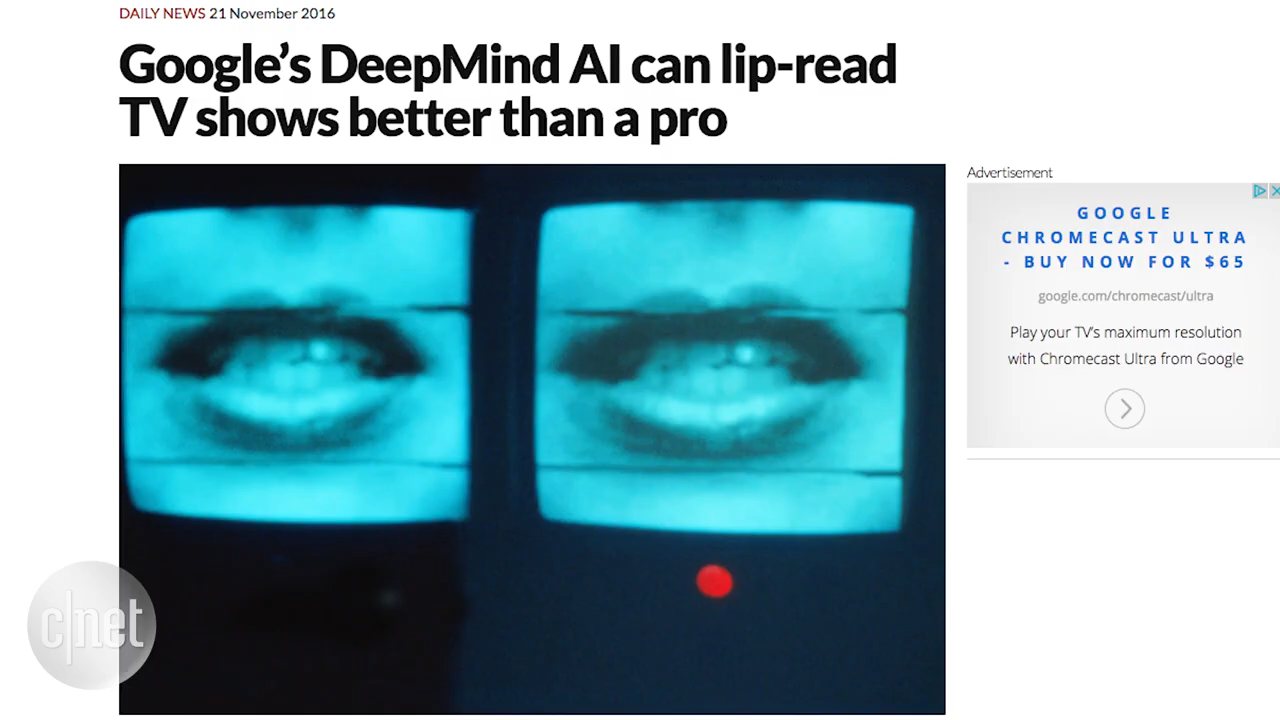 DAILY NEWS 21 November 2016
Google's DeepMind AI can lip-read
TV shows better than a pro
Advertisement
GOOGLE
CHROMECAST ULTRA
- BUY NOW FOR $65
google.com/chromecast/ultra
Play your TV's maximum resolution
with Chromecast Ultra from Google
c|net